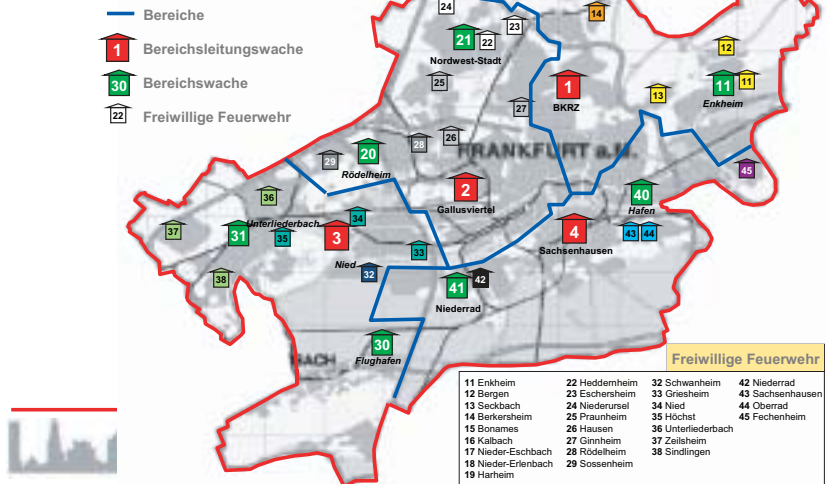 Bereiche
1 Bereichsleitungswache
30 Bereichswache
22 Freiwillige Feuerwehr
24
23
14
21
22
Nordwest-Stadt
12
25
1
BKRZ
13
11
11
Enkheim
27
26
28
20
Rödelheim
29
FRANKFURT a.M.
45
2
Gallusviertel
40
Hafen
36
Unterliederbach
34
37
31
35
3
Nied
4
Sachsenhausen
43
44
33
32
38
41
42
Niederrad
30
Flughafen
BACH
Freiwillige Feuerwehr
11 Enkheim 22 Heddernheim 32 Schwanheim 42 Niederrad
12 Bergen 23 Eschersheim 33 Griesheim 43 Sachsenhausen
13 Seckbach 24 Niederursel 34 Nied 44 Oberrad
14 Berkersheim 25 Praunheim 35 Höchst 45 Fechenheim
15 Bonames 26 Hausen 36 Unterliederbach
16 Kalbach 27 Ginnheim 37 Zeilsheim
17 Nieder-Eschbach 28 Rödelheim 38 Sindlingen
18 Nieder-Erlenbach 29 Sossenheim
19 Harheim